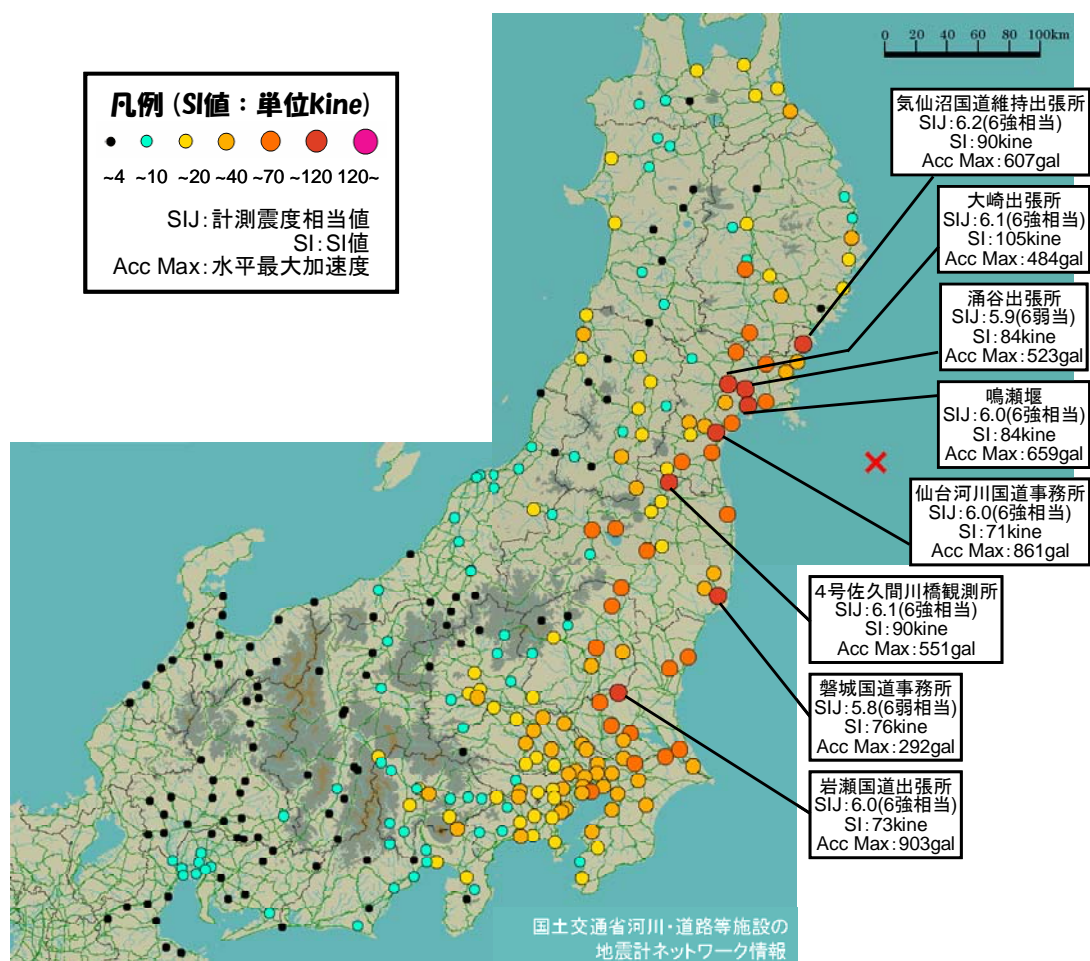 凡例 (SI値：単位kine)
~4 ~10 ~20 ~40 ~70 ~120 120~
SIJ：計測震度相当値
SI：SI値
Acc Max：水平最大加速度
0 20 40 60 80 100km
気仙沼国道維持出張所
SIJ：6.2(6強相当)
SI：90kine
Acc Max：607gal
大崎出張所
SIJ：6.1(6強相当)
SI：105kine
Acc Max：484gal
涌谷出張所
SIJ：5.9(6弱当)
SI：84kine
Acc Max：523gal
鳴瀬堰
SIJ：6.0(6強相当)
SI：84kine
Acc Max：659gal
仙台河川国道事務所
SIJ：6.0(6強相当)
SI：71kine
Acc Max：861gal
４号佐久間川橋観測所
SIJ：6.1(6強相当)
SI：90kine
Acc Max：551gal
磐城国道事務所
SIJ：5.8(6弱相当)
SI：76kine
Acc Max：292gal
岩瀬国道出張所
SIJ：6.0(6強相当)
SI：73kine
Acc Max：903gal
国土交通省河川・道路等施設の
地震計ネットワーク情報